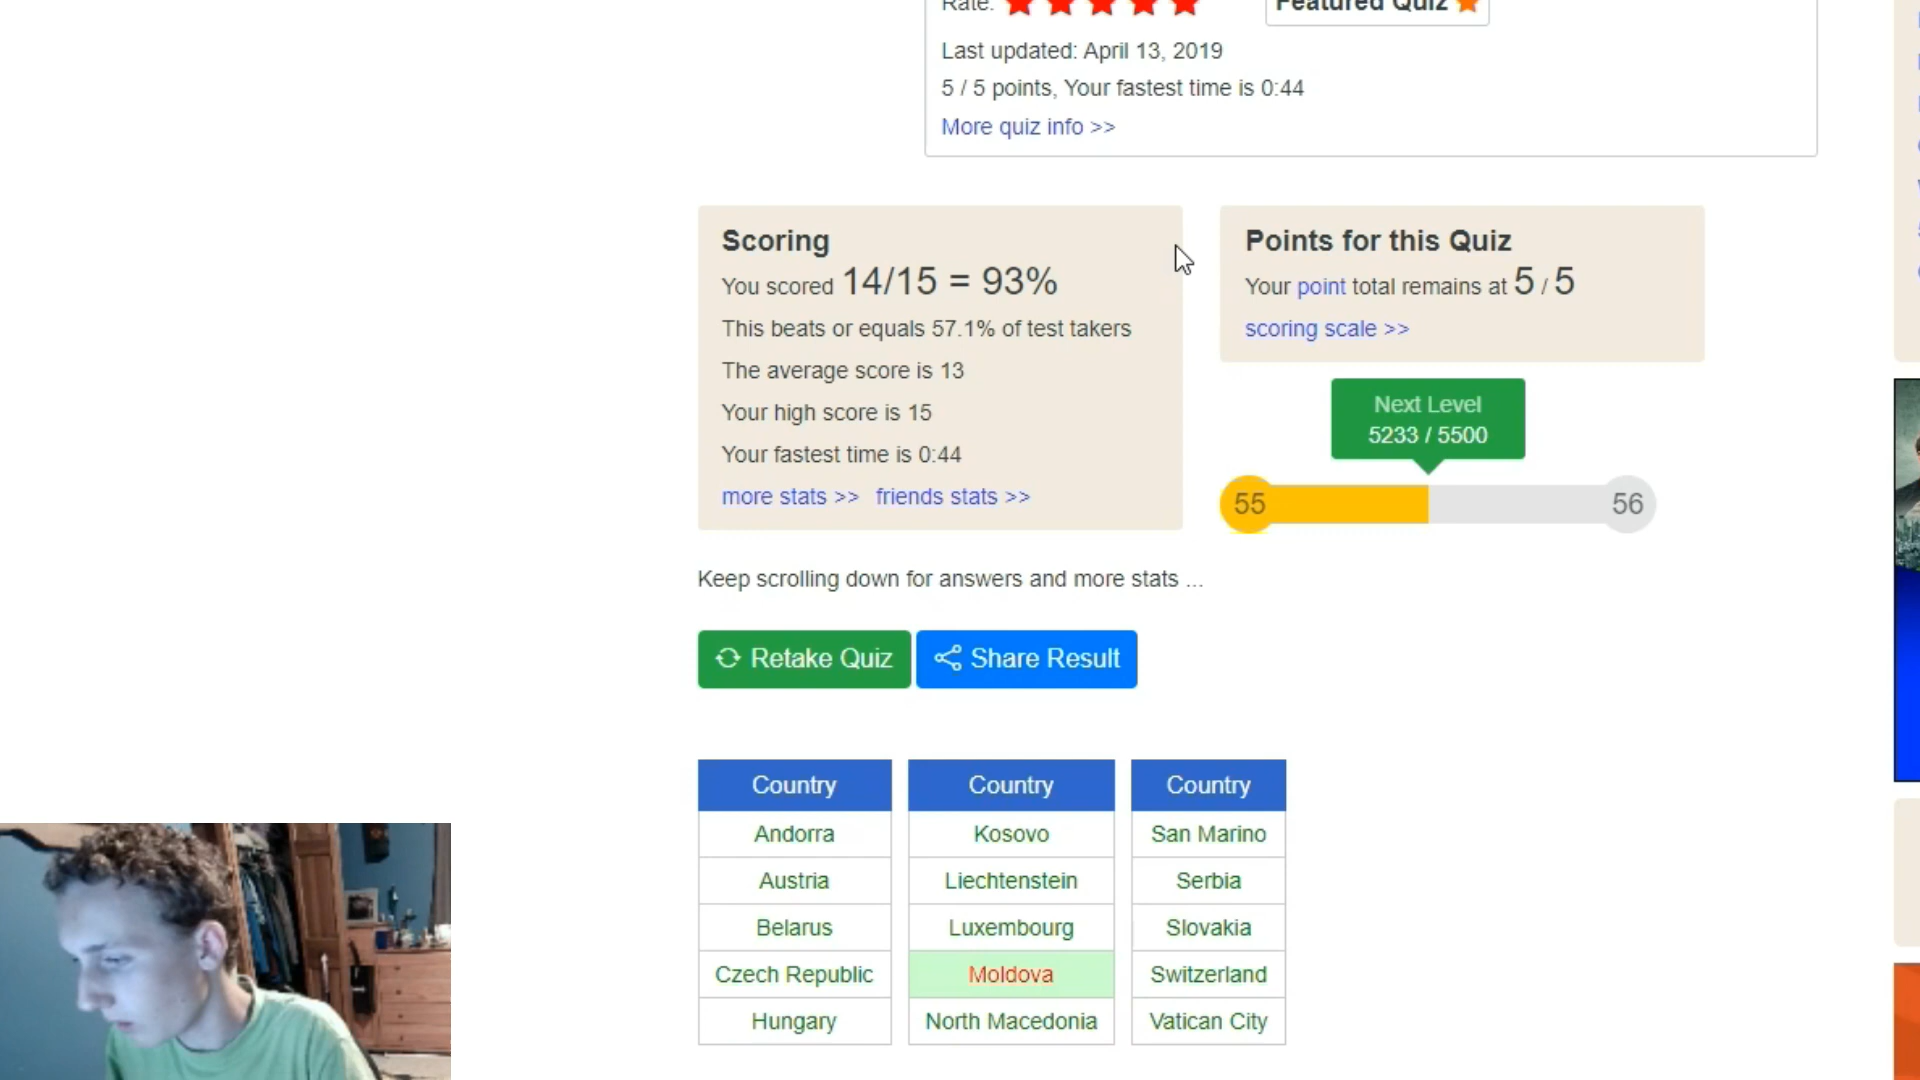 Rate:
Featured Quiz
Last updated: April 13, 2019
5 / 5 points, Your fastest time is 0:44
More quiz info >>
Scoring
You scored 14/15 = 93%
This beats or equals 57.1% of test takers
The average score is 13
Your high score is 15
Your fastest time is 0:44
more stats >> friends stats >>
Points for this Quiz
Your point total remains at 5 / 5
scoring scale >>
Next Level
5233 / 5500
55
56
Keep scrolling down for answers and more stats ...
Retake Quiz
Share Result
Country Country Country
Andorra Kosovo San Marino
Austria Liechtenstein Serbia
Belarus Luxembourg Slovakia
Czech Republic Moldova Switzerland
Hungary North Macedonia Vatican City